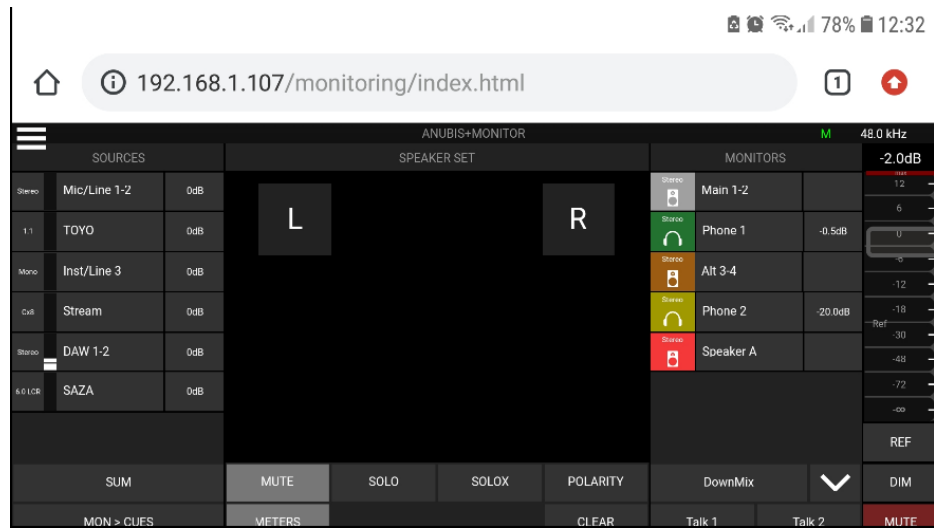 78% 12:32
1
192.168.1.107/monitoring/index.html
ANUBIS+MONITOR M 48.0 kHz
SOURCES SPEAKER SET MONITORS -2.0dB
Stereo Mic/Line 1-2 0dB
1.1 TOYO 0dB
Mono Inst/Line 3 0dB
Stream 0dB
Stereo DAW 1-2 0dB
SAZA 0dB
L R
Stereo Main 1-2
Stereo Phone 1 -0.5dB
Stereo Alt 3-4
Stereo Phone 2 -20.0dB
Stereo Speaker A
12
6
0
-6
-12
-18
Ref
-30
-48
-72
-∞
REF
SUM MUTE SOLO SOLOX POLARITY DownMix DIM
MON > CUES METERS CLEAR Talk 1 Talk 2 MUTE